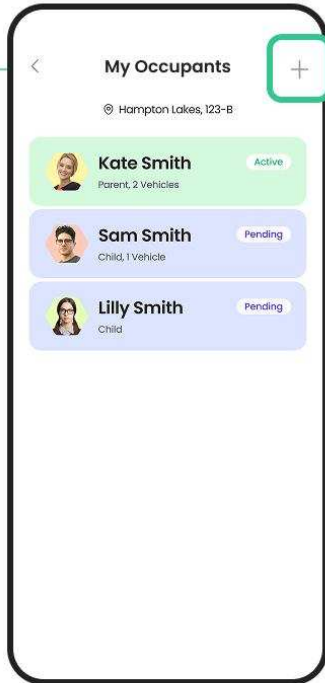 My Occupants
Hampton Lakes, 123-B
Kate Smith
Active
Parent, 2 Vehicles
Sam Smith
Pending
Child, 1 Vehicle
Lilly Smith
Pending
Child